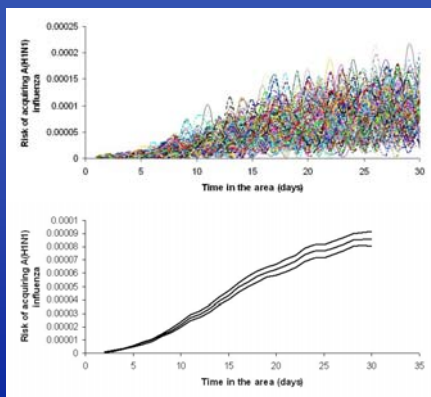 Risk of acquiring A(H1N1)
influenza
0.00025
0.0002
0.00015
0.0001
0.00005
0
0 5 10 15 20 25 30
Time in the area (days)
Risk of acquiring A(H1N1)
influenza
0.0001
0.00009
0.00008
0.00007
0.00006
0.00005
0.00004
0.00003
0.00002
0.00001
0
0 5 10 15 20 25 30 35
Time in the area (days)